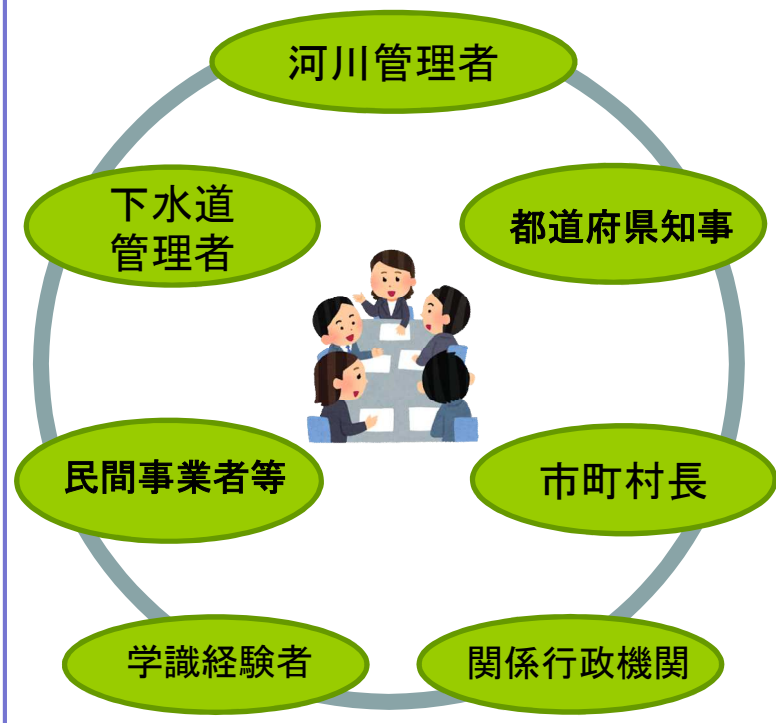 河川管理者
下水道
管理者
都道府県知事
民間事業者等
市町村長
学識経験者
関係行政機関